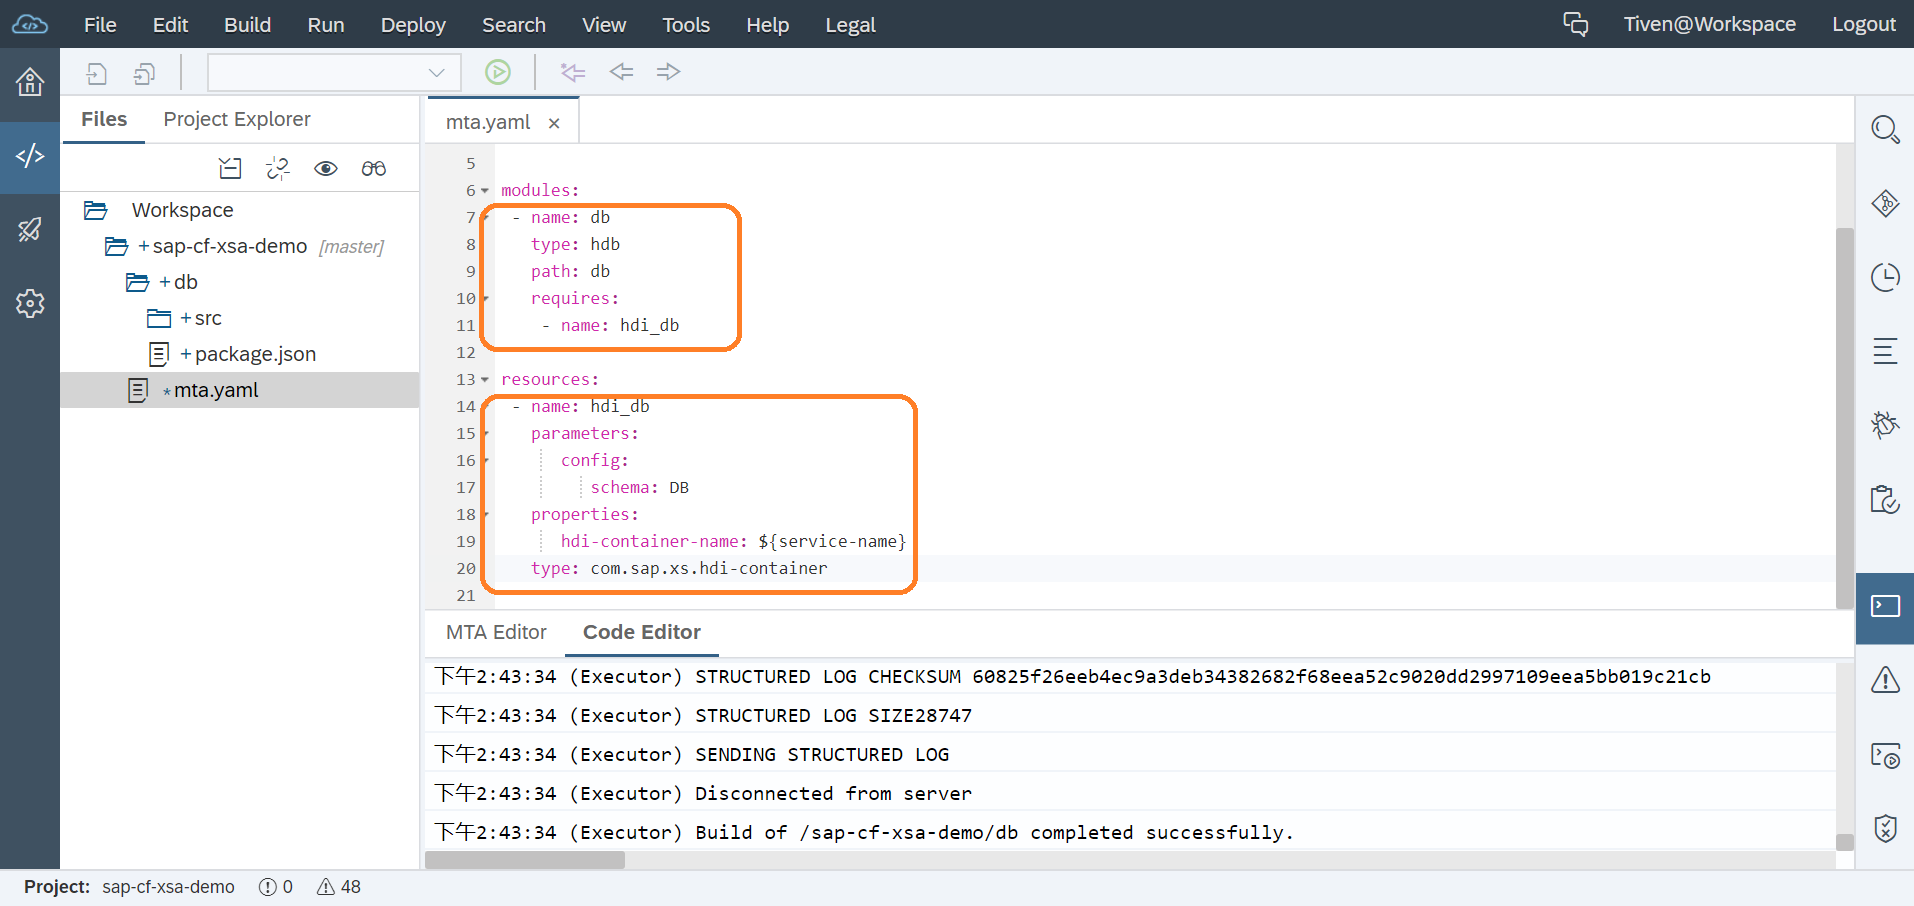 File Edit Build Run Deploy Search View Tools Help Legal Tiven@Workspace Logout
Files Project Explorer
mta.yaml ×
Workspace
+ sap-cf-xsa-demo [master]
+ db
+ src
+ package.json
* mta.yaml
5
6 modules:
7 - name: db
8 type: hdb
9 path: db
10 requires:
11 - name: hdi_db
12
13 resources:
14 - name: hdi_db
15 parameters:
16 config:
17 schema: DB
18 properties:
19 hdi-container-name: ${service-name}
20 type: com.sap.xs.hdi-container
21
MTA Editor Code Editor
下午2:43:34 (Executor) STRUCTURED LOG CHECKSUM 60825f26eeb4ec9a3deb34382682f68eea52c9020dd2997109eea5bb019c21cb
下午2:43:34 (Executor) STRUCTURED LOG SIZE28747
下午2:43:34 (Executor) SENDING STRUCTURED LOG
下午2:43:34 (Executor) Disconnected from server
下午2:43:34 (Executor) Build of /sap-cf-xsa-demo/db completed successfully.
Project: sap-cf-xsa-demo 0 48